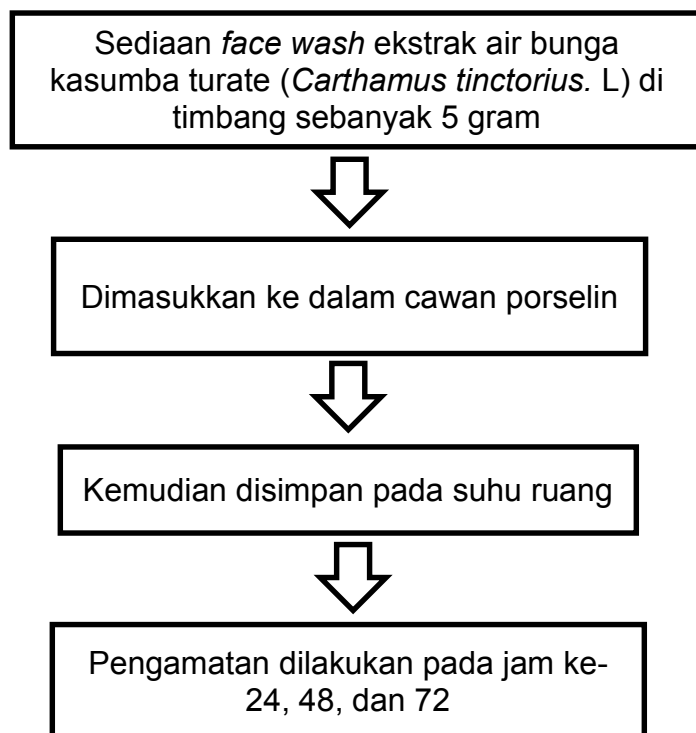 Sediaan face wash ekstrak air bunga
kasumba turate (Carthamus tinctorius. L) di
timbang sebanyak 5 gram
Dimasukkan ke dalam cawan porselin
Kemudian disimpan pada suhu ruang
Pengamatan dilakukan pada jam ke-
24, 48, dan 72